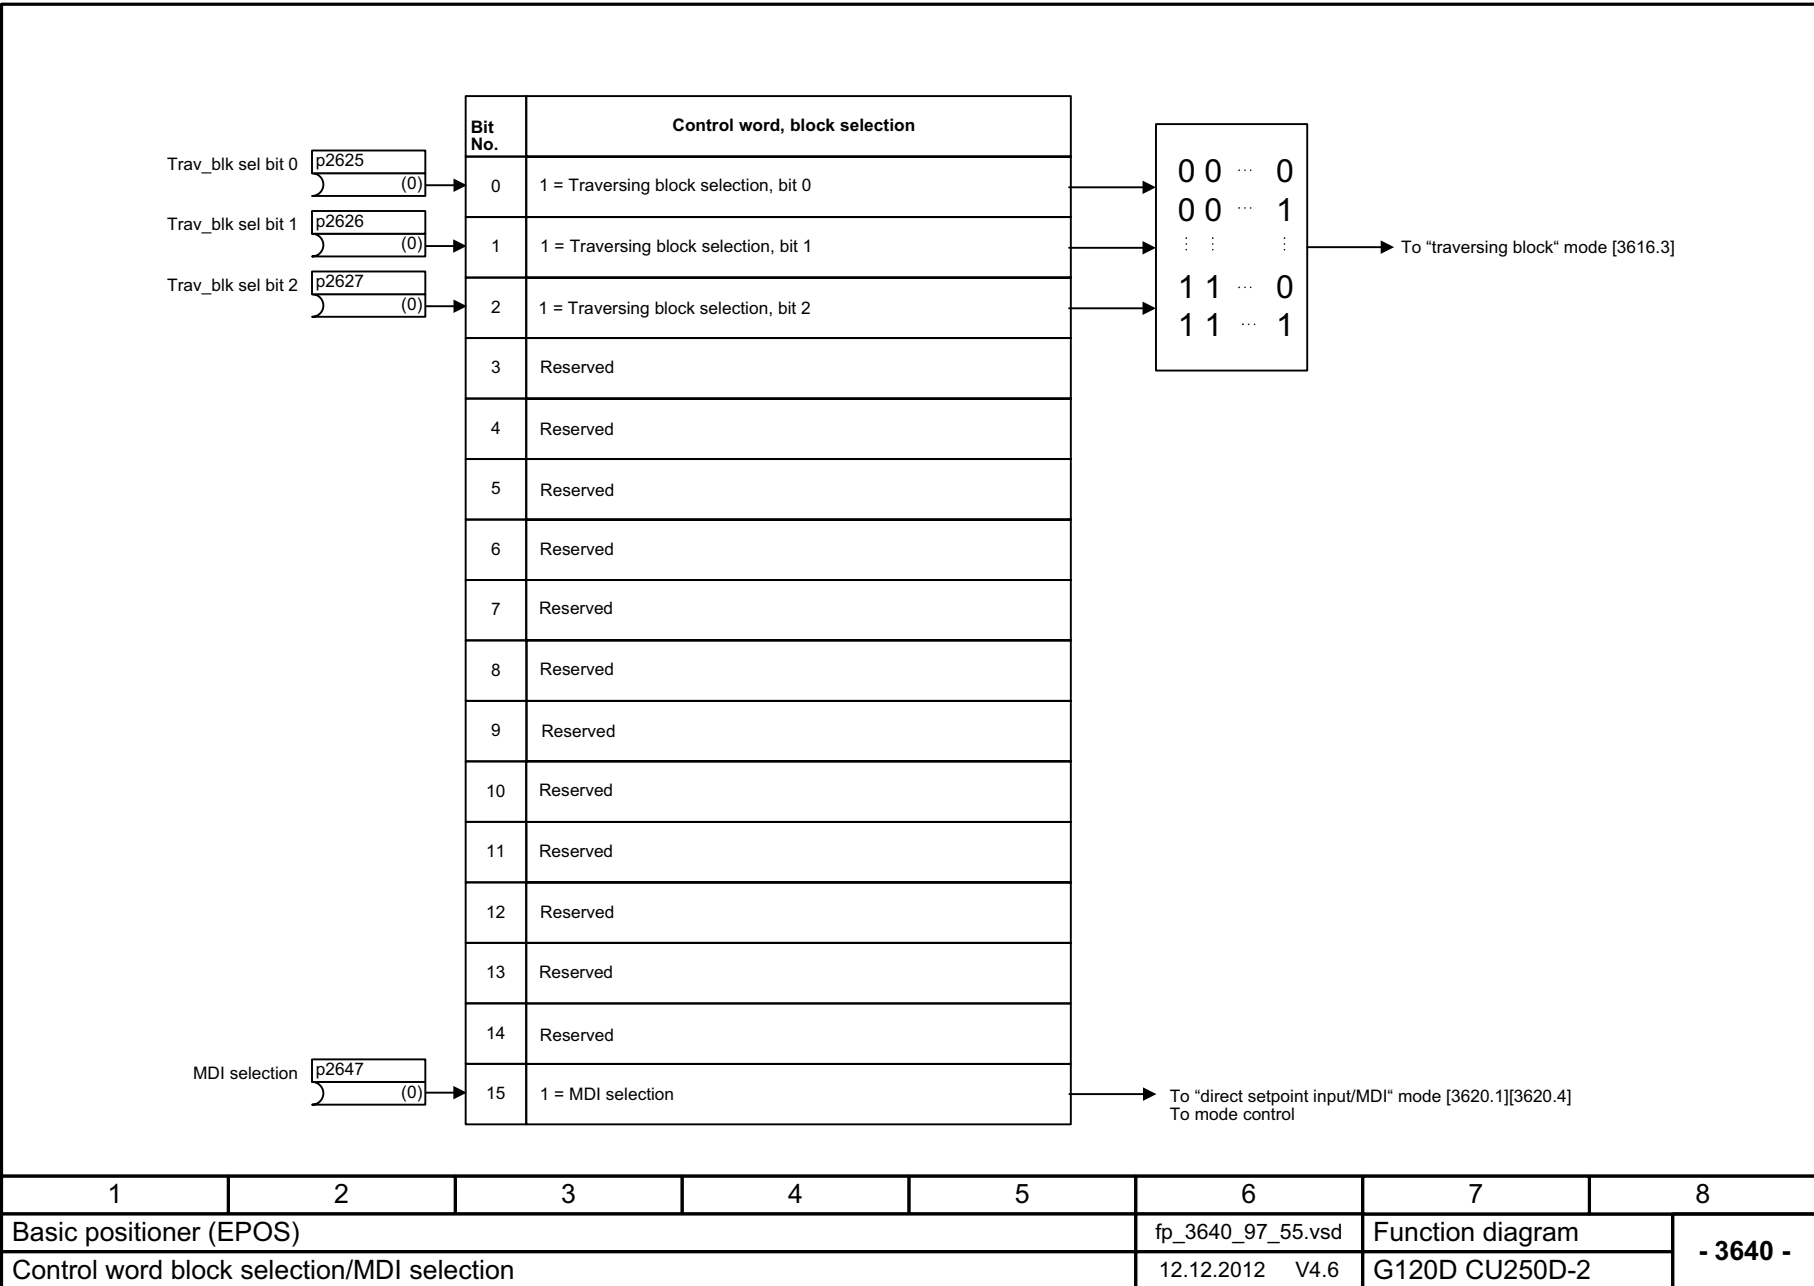 Bit No. Control word, block selection
Trav_blk sel bit 0 p2625 (0) 0 1 = Traversing block selection, bit 0
Trav_blk sel bit 1 p2626 (0) 1 1 = Traversing block selection, bit 1
Trav_blk sel bit 2 p2627 (0) 2 1 = Traversing block selection, bit 2
0 0 ... 0
0 0 ... 1
⋮ ⋮ ⋮
1 1 ... 0
1 1 ... 1
To “traversing block“ mode [3616.3]
3 Reserved
4 Reserved
5 Reserved
6 Reserved
7 Reserved
8 Reserved
9 Reserved
10 Reserved
11 Reserved
12 Reserved
13 Reserved
14 Reserved
MDI selection p2647 (0) 15 1 = MDI selection
To “direct setpoint input/MDI“ mode [3620.1][3620.4]
To mode control
1 2 3 4 5 6 7 8
Basic positioner (EPOS) fp_3640_97_55.vsd Function diagram
- 3640 -
Control word block selection/MDI selection 12.12.2012 V4.6 G120D CU250D-2